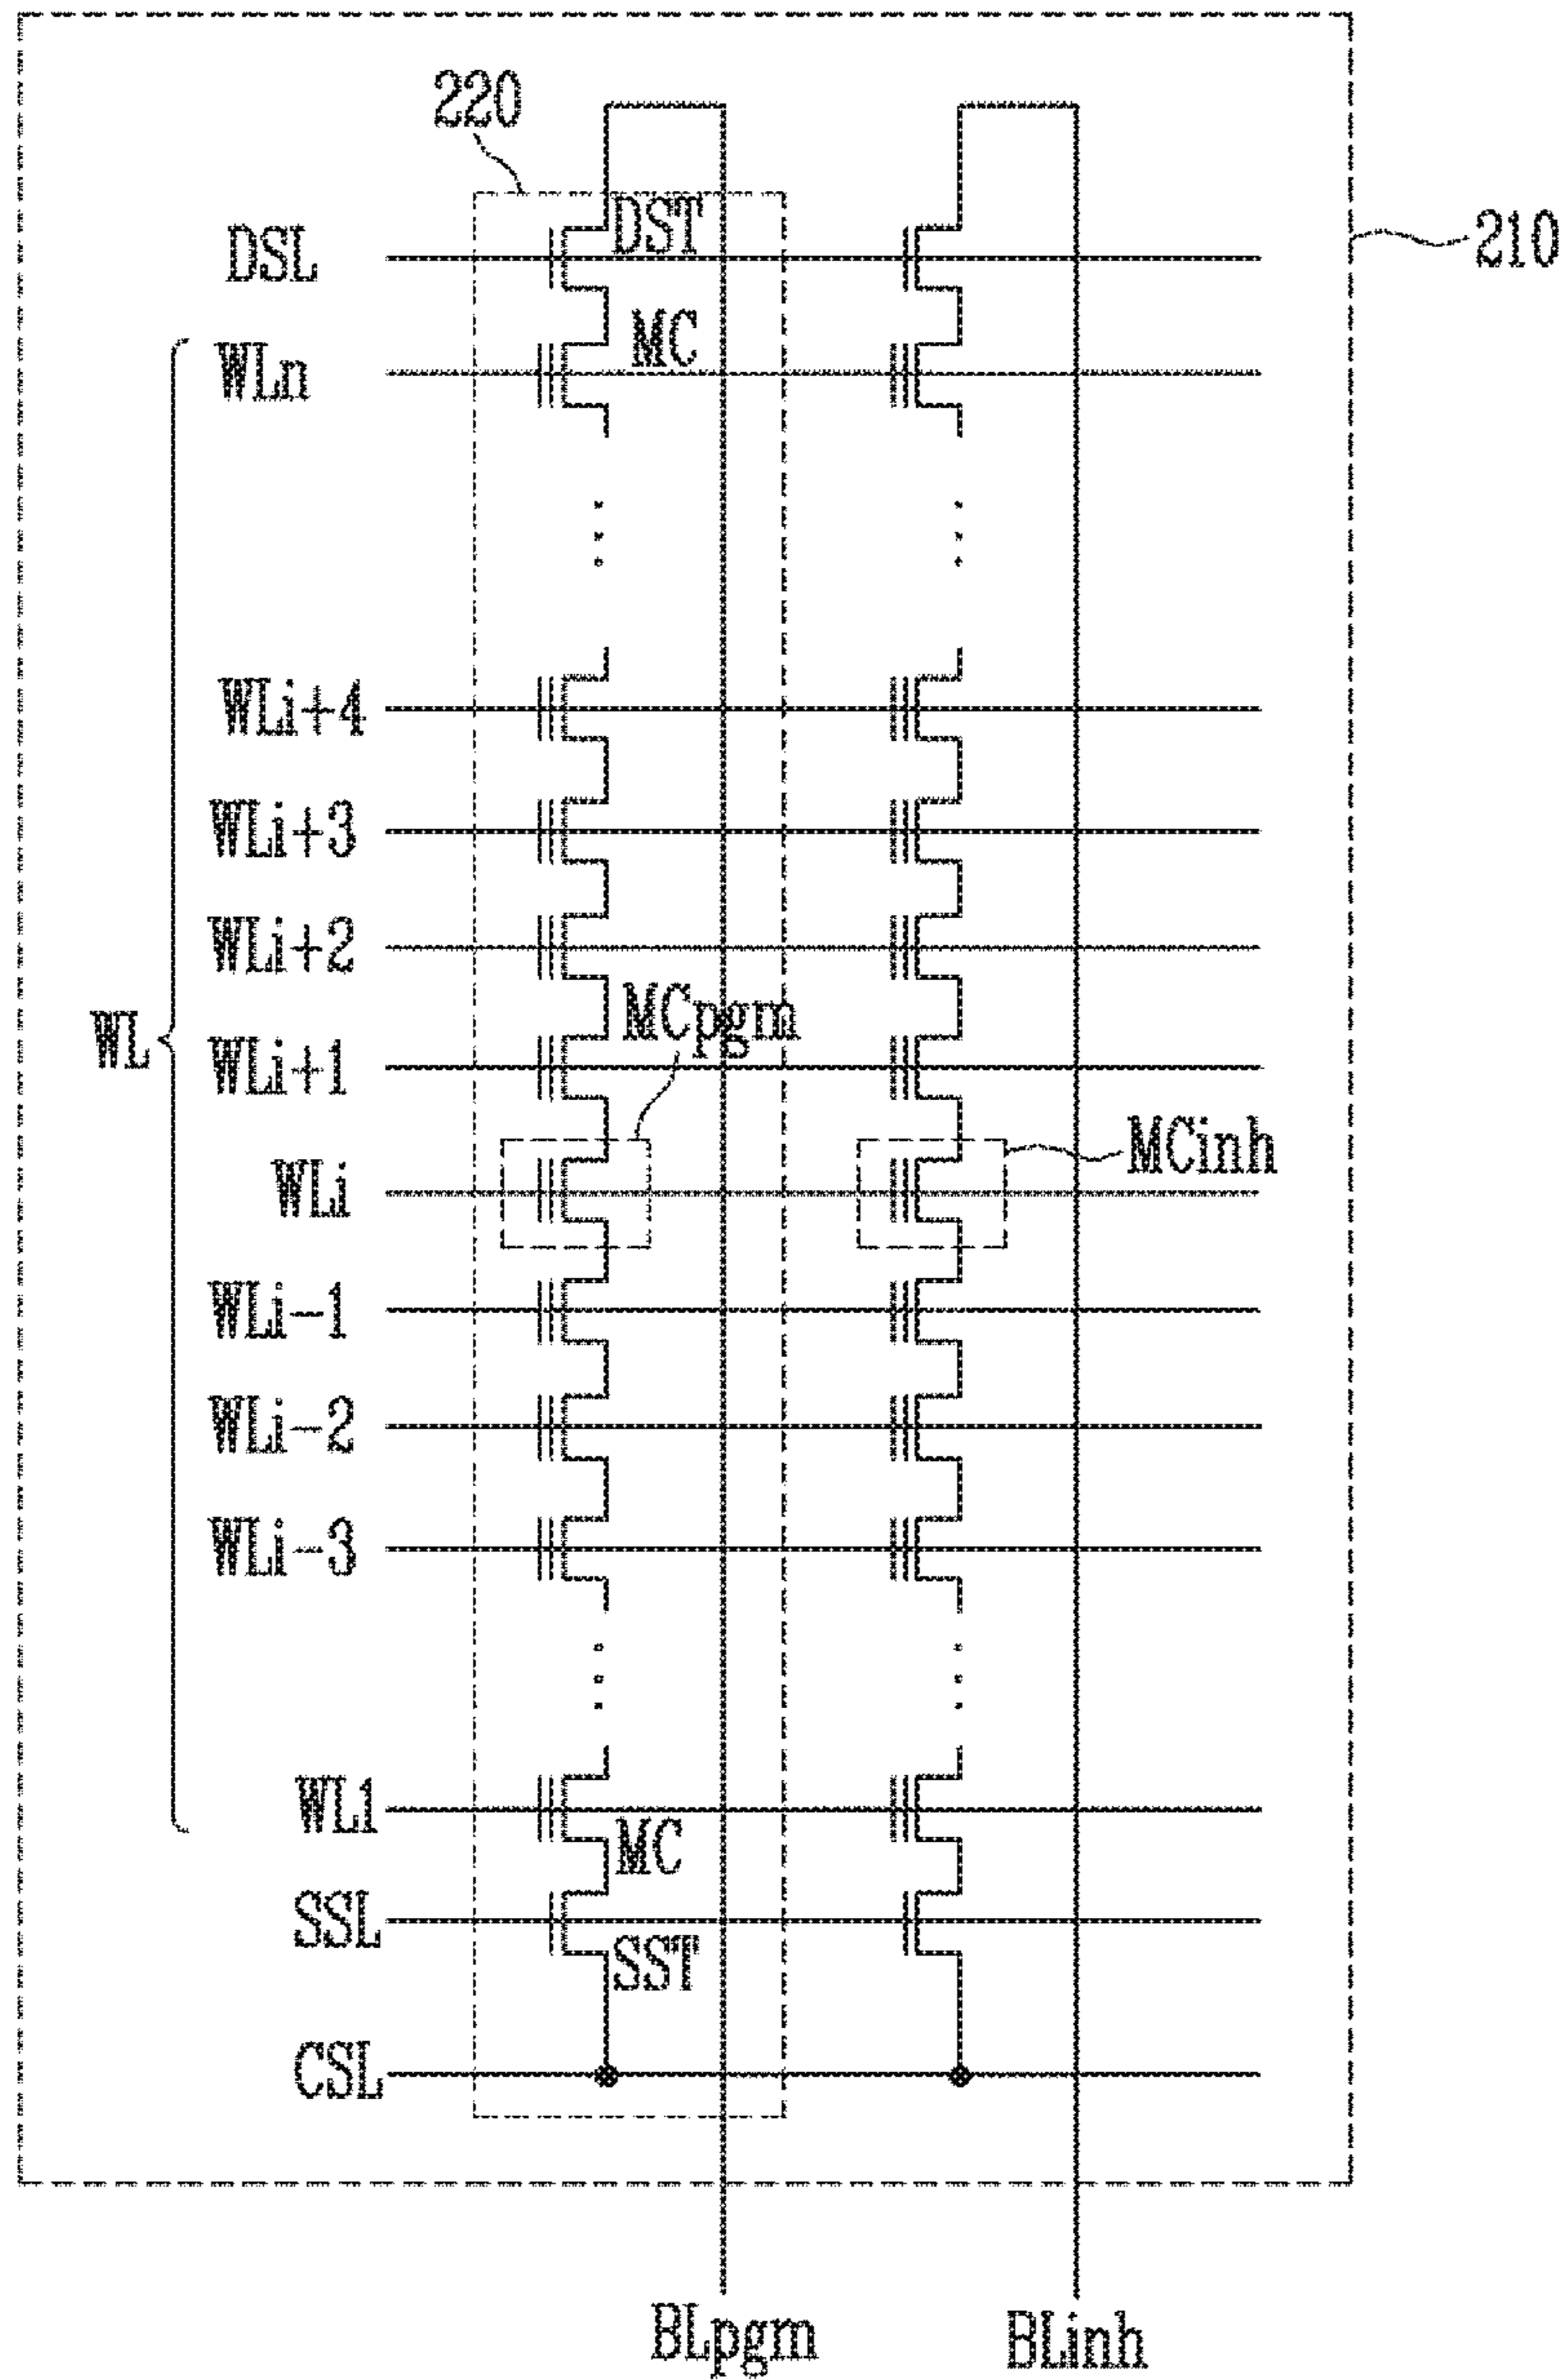 220
DST
DSL
210
MC
WLn
WLi+4
WLi+3
WLi+2
MCpgm
WL
WLi+1
MCinh
WLi
WLi-1
WLi-2
WLi-3
WL1
MC
SSL
SST
CSL
BLpgm
BLinh